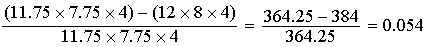 (11.75 × 7.75 × 4) − (12 × 8 × 4) / 11.75 × 7.75 × 4 = 364.25 − 384 / 364.25 = 0.054